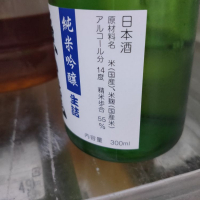 日本酒
原材料名 米(国産)、米麹(国産米)
アルコール分 14度 精米歩合 55%
内容量 300ml
純米吟醸 生詰